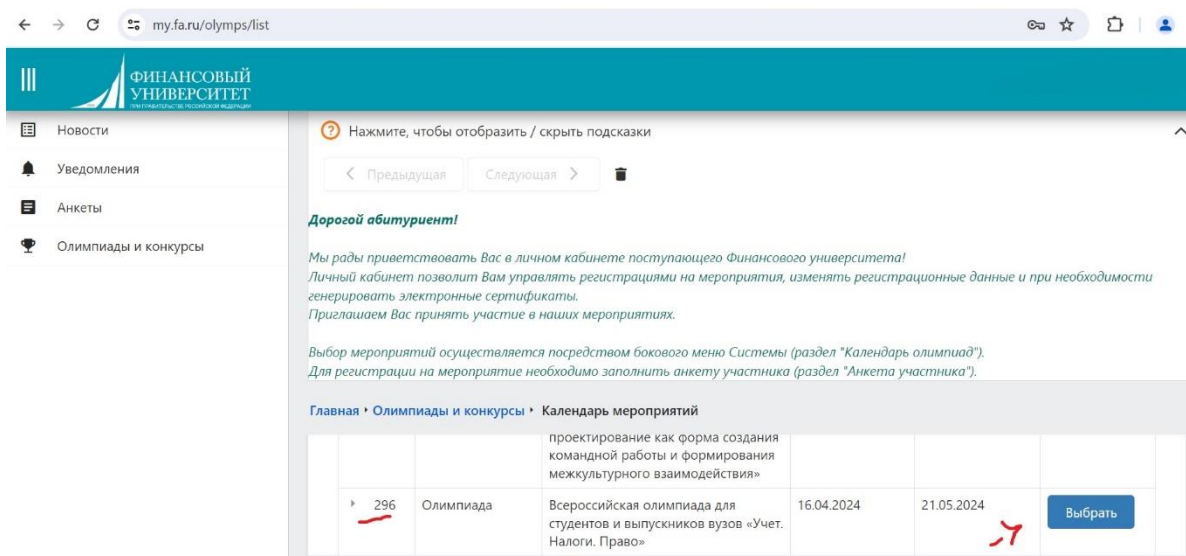 my.fa.ru/olymps/list
ФИНАНСОВЫЙ
УНИВЕРСИТЕТ
ПРИ ПРАВИТЕЛЬСТВЕ РОССИЙСКОЙ ФЕДЕРАЦИИ
Новости
Уведомления
Анкеты
Олимпиады и конкурсы
Нажмите, чтобы отобразить / скрыть подсказки
Предыдущая Следующая
Дорогой абитуриент!
Мы рады приветствовать Вас в личном кабинете поступающего Финансового университета!
Личный кабинет позволит Вам управлять регистрациями на мероприятия, изменять регистрационные данные и при необходимости
генерировать электронные сертификаты.
Приглашаем Вас принять участие в наших мероприятиях.
Выбор мероприятий осуществляется посредством бокового меню Системы (раздел "Календарь олимпиад").
Для регистрации на мероприятие необходимо заполнить анкету участника (раздел "Анкета участника").
Главная Олимпиады и конкурсы Календарь мероприятий
проектирование как форма создания
командной работы и формирования
межкультурного взаимодействия»
296 Олимпиада Всероссийская олимпиада для 16.04.2024 21.05.2024 Выбрать
студентов и выпускников вузов «Учет.
Налоги. Право»